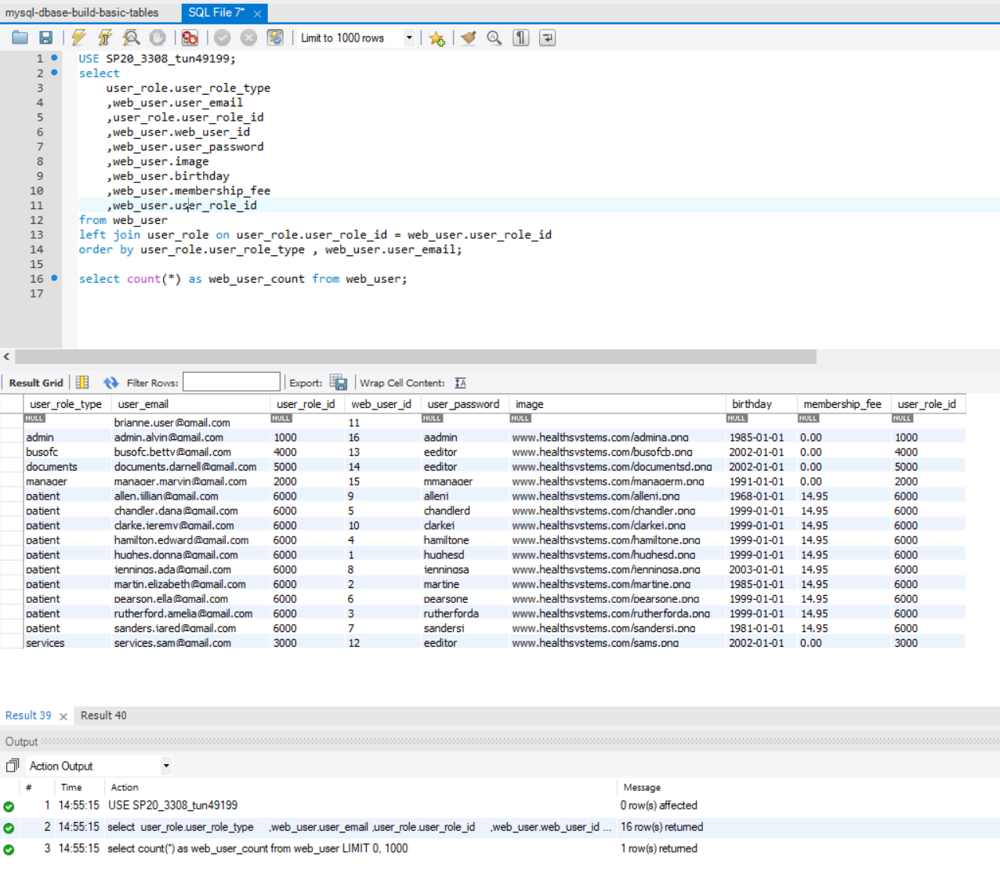 mysql-dbase-build-basic-tables SQL File 7*
Limit to 1000 rows
1 USE SP20_3308_tun49199;
2 select
3 user_role.user_role_type
4 ,web_user.user_email
5 ,user_role.user_role_id
6 ,web_user.web_user_id
7 ,web_user.user_password
8 ,web_user.image
9 ,web_user.birthday
10 ,web_user.membership_fee
11 ,web_user.user_role_id
12 from web_user
13 left join user_role on user_role.user_role_id = web_user.user_role_id
14 order by user_role.user_role_type , web_user.user_email;
15
16 select count(*) as web_user_count from web_user;
17
Result Grid Filter Rows: Export: Wrap Cell Content:
user_role_type user_email user_role_id web_user_id user_password image birthday membership_fee user_role_id
NULL brianne.user@gmail.com NULL 11 NULL NULL NULL NULL NULL
admin admin.alvin@gmail.com 1000 16 aadmin www.healthsystems.com/admina.png 1985-01-01 0.00 1000
busofc busofc.betty@gmail.com 4000 13 eeditor www.healthsystems.com/busofcb.png 2002-01-01 0.00 4000
documents documents.darnell@gmail.com 5000 14 eeditor www.healthsystems.com/documentsd.png 2002-01-01 0.00 5000
manager manager.marvin@gmail.com 2000 15 mmanager www.healthsystems.com/managerm.png 1991-01-01 0.00 2000
patient allen.jillian@gmail.com 6000 9 allenj www.healthsystems.com/allenj.png 1968-01-01 14.95 6000
patient chandler.dana@gmail.com 6000 5 chandlerd www.healthsystems.com/chandler.png 1999-01-01 14.95 6000
patient clarke.jeremy@gmail.com 6000 10 clarkej www.healthsystems.com/clarkej.png 1999-01-01 14.95 6000
patient hamilton.edward@gmail.com 6000 4 hamiltone www.healthsystems.com/hamiltone.png 1999-01-01 14.95 6000
patient hughes.donna@gmail.com 6000 1 hughesd www.healthsystems.com/hughesd.png 1999-01-01 14.95 6000
patient jennings.ada@gmail.com 6000 8 jenningsa www.healthsystems.com/jenningsa.png 2003-01-01 14.95 6000
patient martin.elizabeth@gmail.com 6000 2 martine www.healthsystems.com/martine.png 1985-01-01 14.95 6000
patient pearson.ella@gmail.com 6000 6 pearsone www.healthsystems.com/pearsone.png 1999-01-01 14.95 6000
patient rutherford.amelia@gmail.com 6000 3 rutherforda www.healthsystems.com/rutherforda.png 1999-01-01 14.95 6000
patient sanders.jared@gmail.com 6000 7 sandersj www.healthsystems.com/sandersj.png 1981-01-01 14.95 6000
services services.sam@gmail.com 3000 12 eeditor www.healthsystems.com/sams.png 2002-01-01 0.00 3000
Result 39 Result 40
Output
Action Output
# Time Action Message
1 14:55:15 USE SP20_3308_tun49199 0 row(s) affected
2 14:55:15 select user_role.user_role_type ,web_user.user_email ,user_role.user_role_id ,web_user.web_user_id ... 16 row(s) returned
3 14:55:15 select count(*) as web_user_count from web_user LIMIT 0, 1000 1 row(s) returned